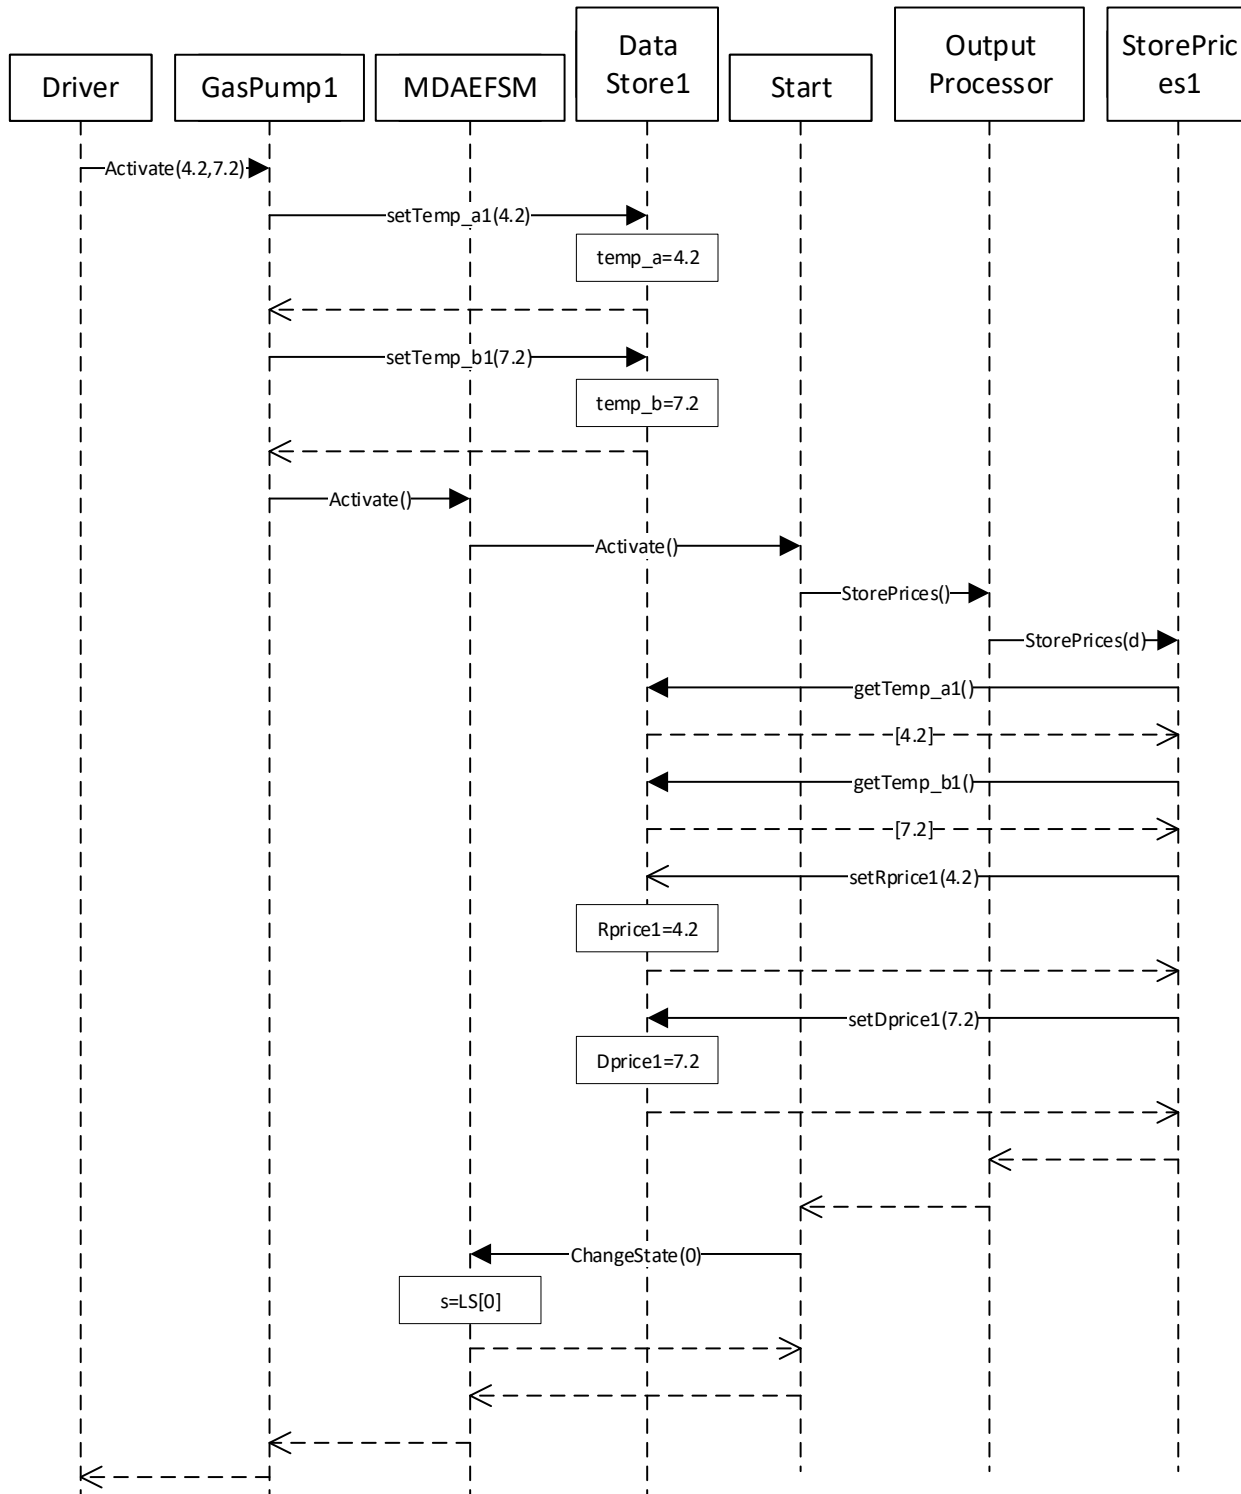 Driver
GasPump1
MDAEFSM
Data
Store1
Start
Output
Processor
StorePric
es1
Activate(4.2,7.2)
setTemp_a1(4.2)
temp_a=4.2
setTemp_b1(7.2)
temp_b=7.2
Activate()
Activate()
StorePrices()
StorePrices(d)
getTemp_a1()
[4.2]
getTemp_b1()
[7.2]
setRprice1(4.2)
Rprice1=4.2
setDprice1(7.2)
Dprice1=7.2
ChangeState(0)
s=LS[0]